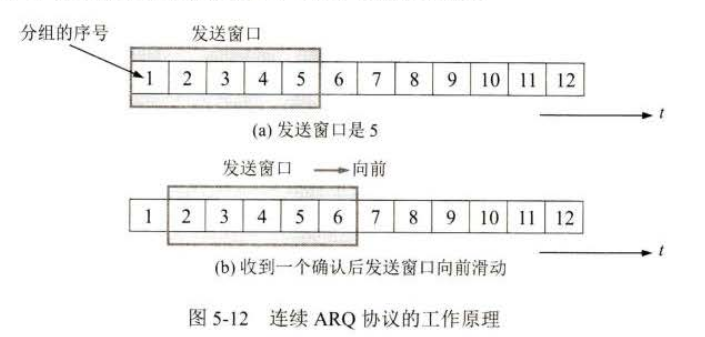 分组的序号
发送窗口
1 2 3 4 5 6 7 8 9 10 11 12
t
(a) 发送窗口是 5
发送窗口 向前
1 2 3 4 5 6 7 8 9 10 11 12
t
(b) 收到一个确认后发送窗口向前滑动
图 5-12 连续 ARQ 协议的工作原理